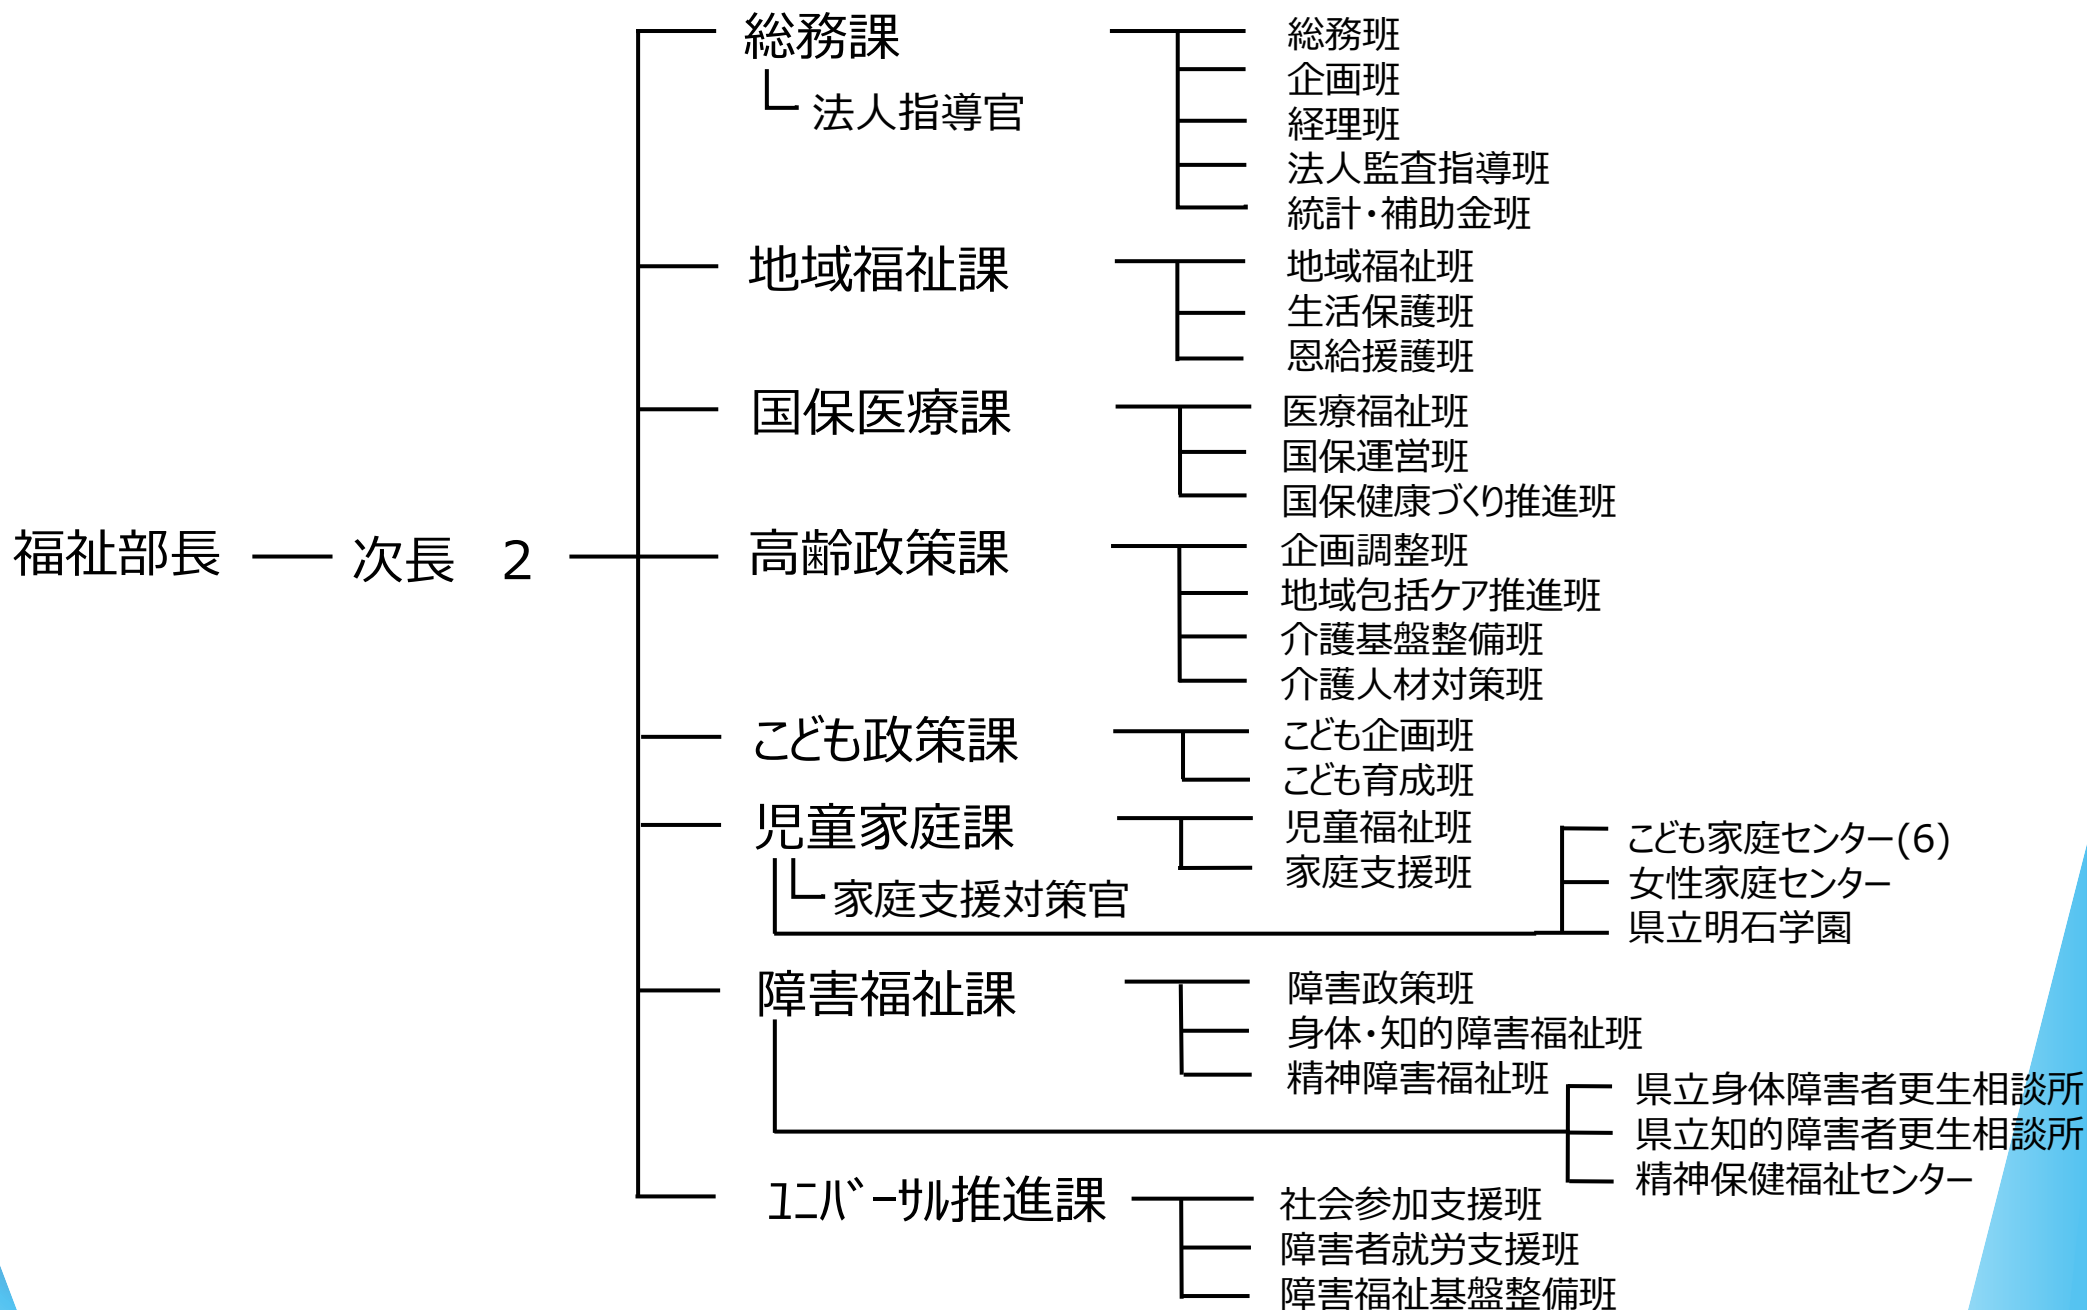 福祉部長
次長　2
総務課
法人指導官
総務班
企画班
経理班
法人監査指導班
統計・補助金班
地域福祉課
地域福祉班
生活保護班
恩給援護班
国保医療課
医療福祉班
国保運営班
国保健康づくり推進班
高齢政策課
企画調整班
地域包括ケア推進班
介護基盤整備班
介護人材対策班
こども政策課
こども企画班
こども育成班
児童家庭課
家庭支援対策官
児童福祉班
家庭支援班
こども家庭センター(6)
女性家庭センター
県立明石学園
障害福祉課
障害政策班
身体・知的障害福祉班
精神障害福祉班
県立身体障害者更生相談所
県立知的障害者更生相談所
精神保健福祉センター
ﾕﾆﾊﾞｰｻﾙ推進課
社会参加支援班
障害者就労支援班
障害福祉基盤整備班